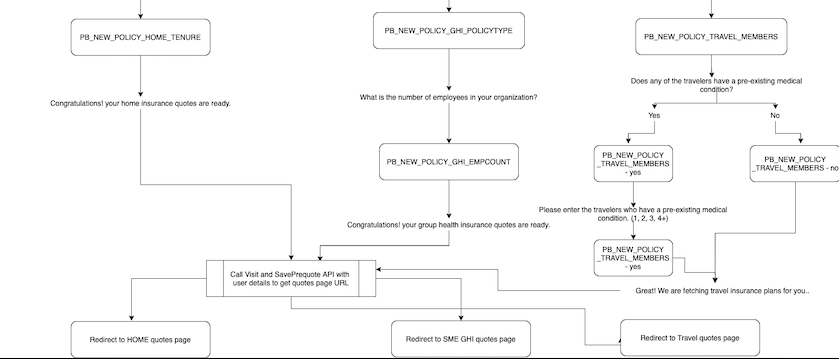 PB_NEW_POLICY_HOME_TENURE
PB_NEW_POLICY_GHI_POLICYTYPE
PB_NEW_POLICY_TRAVEL_MEMBERS
Does any of the travelers have a pre-existing medical
condition?
Congratulations! your home insurance quotes are ready.
What is the number of employees in your organization?
Yes
No
PB_NEW_POLICY_GHI_EMPCOUNT
PB_NEW_POLICY
_TRAVEL_MEMBERS
- yes
PB_NEW_POLICY
_TRAVEL_MEMBERS - no
Please enter the travelers who have a pre-existing medical
condition. (1, 2, 3, 4+)
Congratulations! your group health insurance quotes are ready.
PB_NEW_POLICY
_TRAVEL_MEMBERS
- yes
Call Visit and SavePrequote API with
user details to get quotes page URL
Great! We are fetching travel insurance plans for you..
Redirect to HOME quotes page
Redirect to SME GHI quotes page
Redirect to Travel quotes page